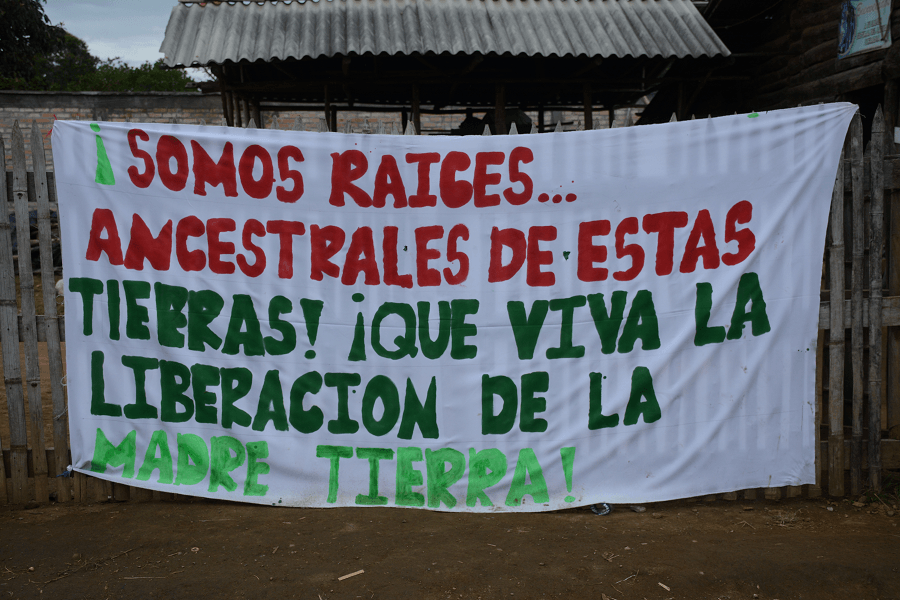 ¡SOMOS RAICES...
ANCESTRALES DE ESTAS
TIERRAS! ¡QUE VIVA LA
LIBERACION DE LA
MADRE TIERRA!